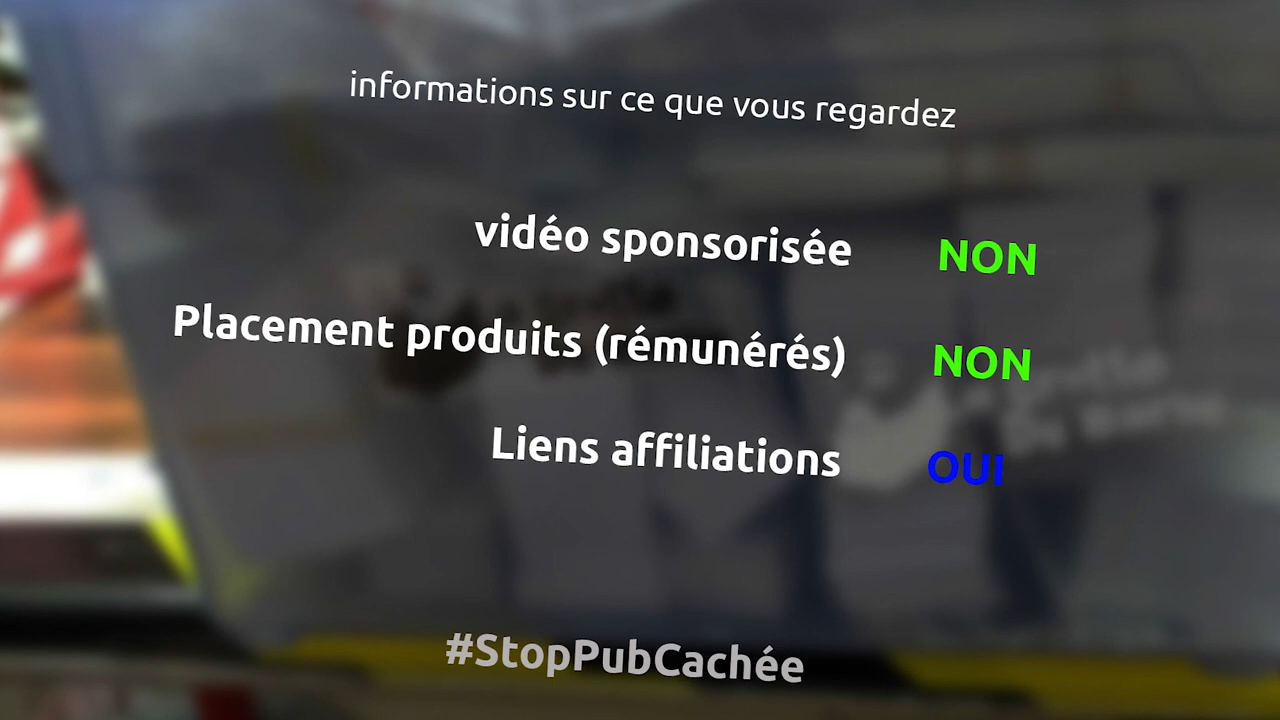 informations sur ce que vous regardez
vidéo sponsorisée NON
Placement produits (rémunérés) NON
Liens affiliations OUI
#StopPubCachée